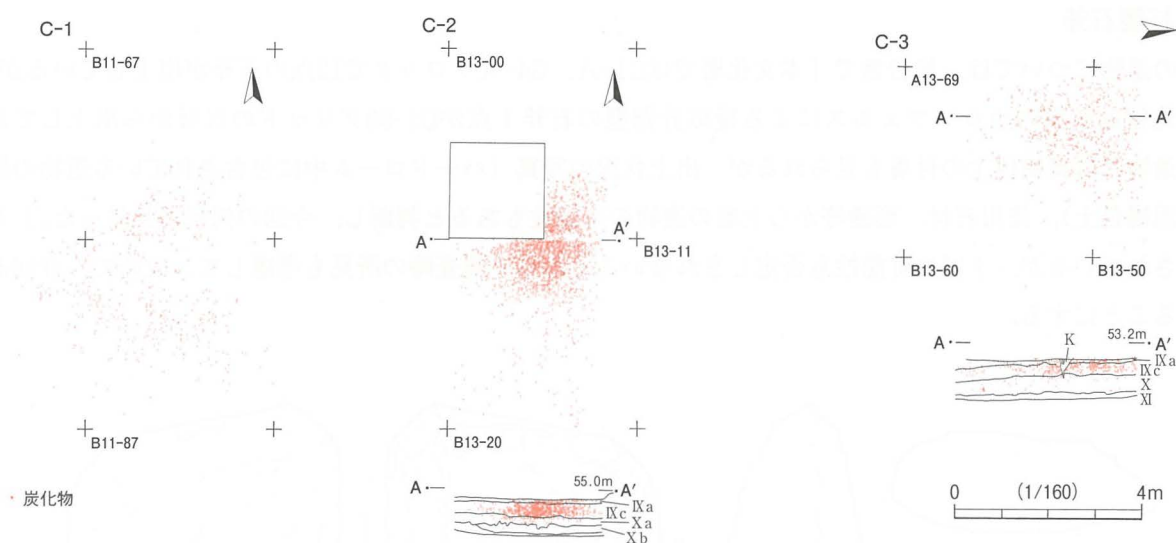 C-1
B11-67
B11-87
C-2
B13-00
A
A′
B13-11
B13-20
A
55.0m
A′
Ⅸa
Ⅸc
Ⅹa
Ⅹb
C-3
A13-69
A
A′
B13-60
B13-50
A
K
53.2m
A′
Ⅸa
Ⅸc
Ⅹ
Ⅺ
炭化物
0 (1/160) 4m